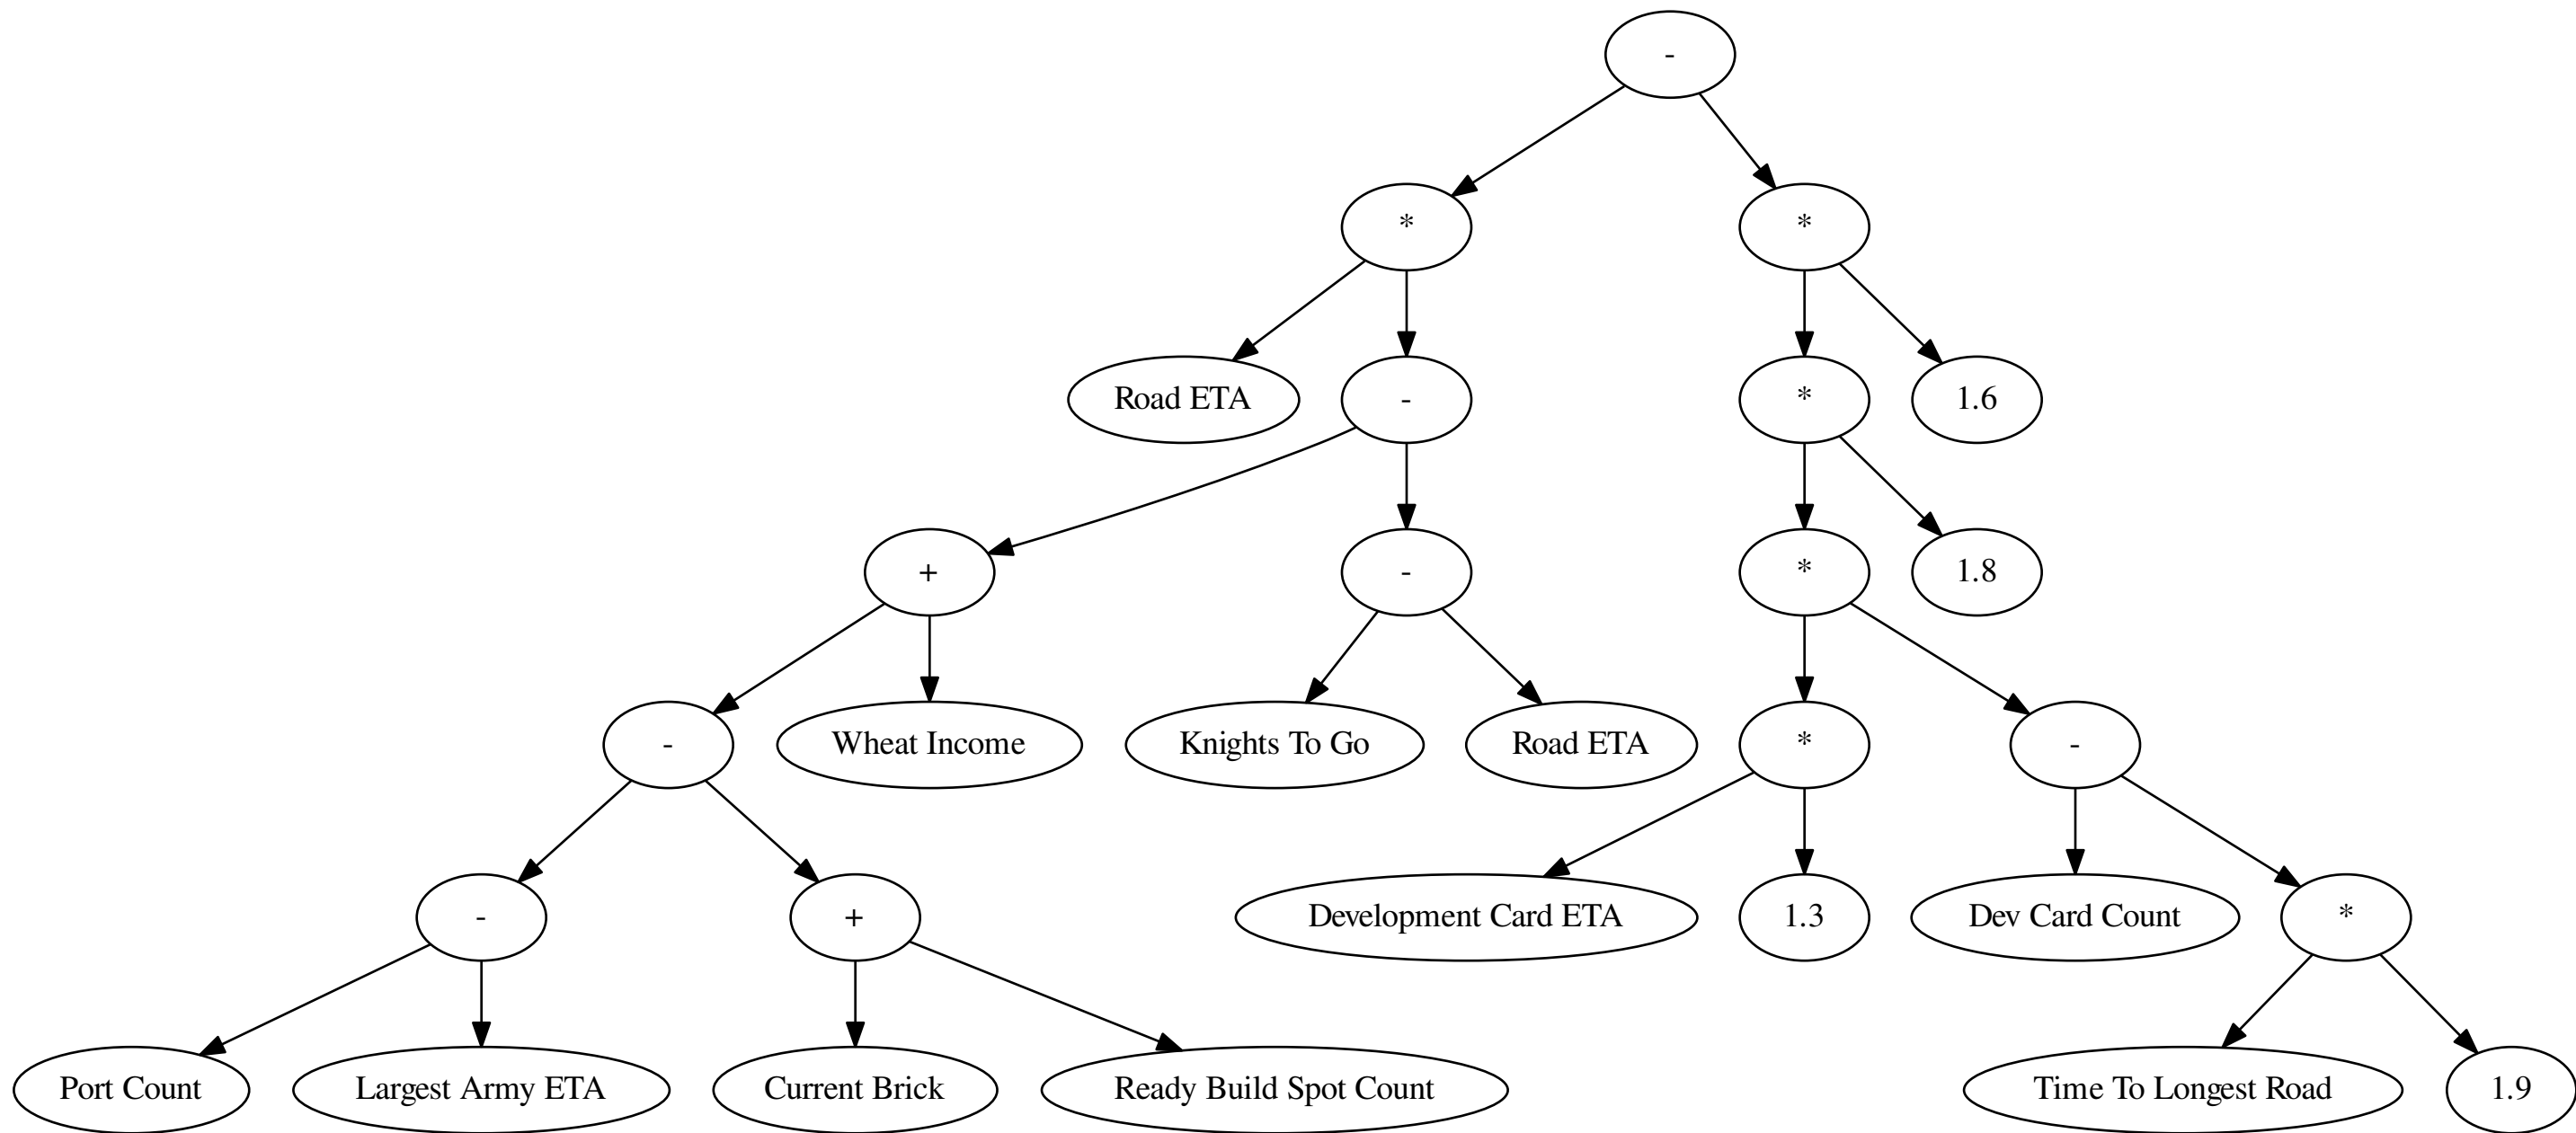 -
*
*
Road ETA
-
*
1.6
+
-
*
1.8
-
Wheat Income
Knights To Go
Road ETA
*
-
-
+
Development Card ETA
1.3
Dev Card Count
*
Port Count
Largest Army ETA
Current Brick
Ready Build Spot Count
Time To Longest Road
1.9